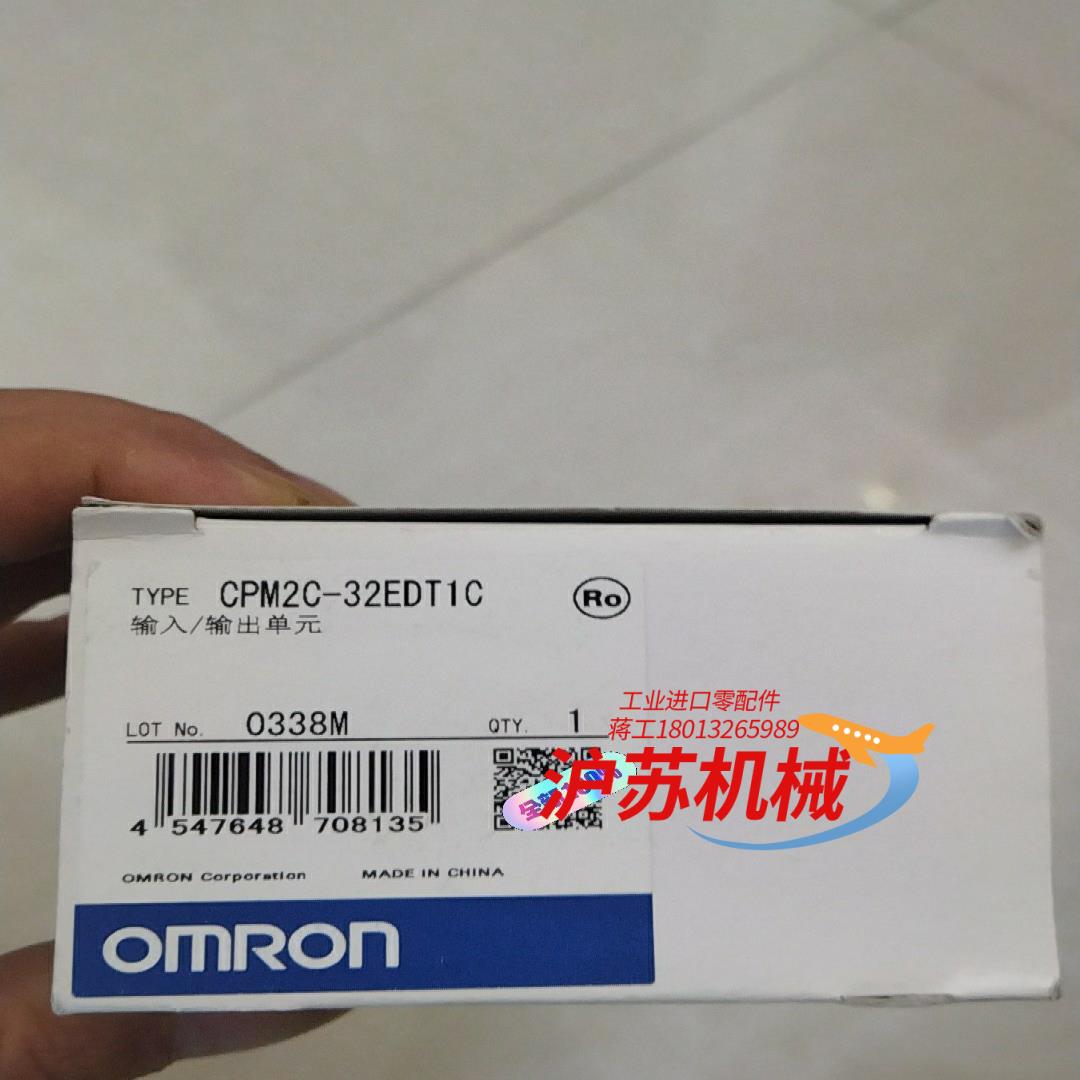 TYPE CPM2C-32EDT1C
Ro
输入/输出单元
LOT No. 0338M
QTY. 1
4 547648 708135
OMRON Corporation MADE IN CHINA
OMRON
工业进口零配件
蒋工18013265989
沪苏机械